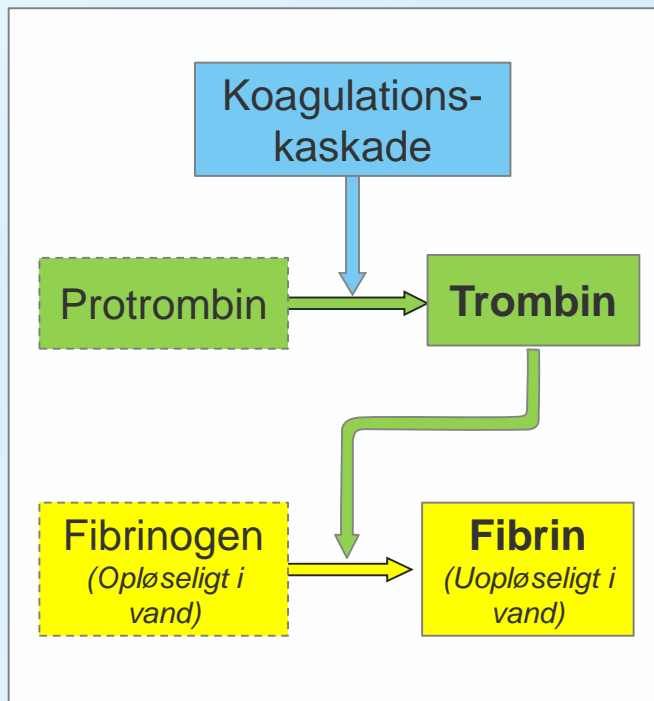 Koagulations-
kaskade
Protrombin
Trombin
Fibrinogen
(Opløseligt i
vand)
Fibrin
(Uopløseligt i
vand)